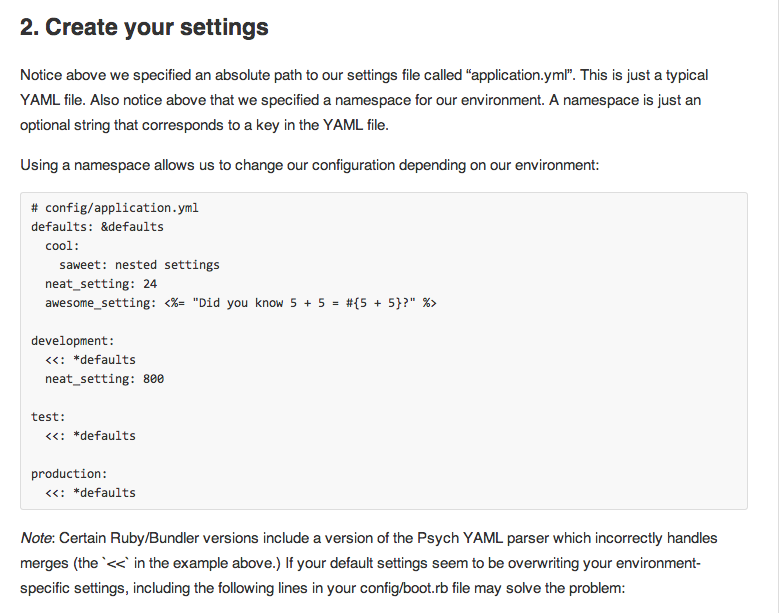 2. Create your settings
Notice above we specified an absolute path to our settings file called “application.yml”. This is just a typical
YAML file. Also notice above that we specified a namespace for our environment. A namespace is just an
optional string that corresponds to a key in the YAML file.
Using a namespace allows us to change our configuration depending on our environment:
# config/application.yml
defaults: &defaults
  cool:
    saweet: nested settings
  neat_setting: 24
  awesome_setting: <%= "Did you know 5 + 5 = #{5 + 5}?" %>
development:
  <<: *defaults
  neat_setting: 800
test:
  <<: *defaults
production:
  <<: *defaults
Note: Certain Ruby/Bundler versions include a version of the Psych YAML parser which incorrectly handles
merges (the `<<` in the example above.) If your default settings seem to be overwriting your environment-
specific settings, including the following lines in your config/boot.rb file may solve the problem: